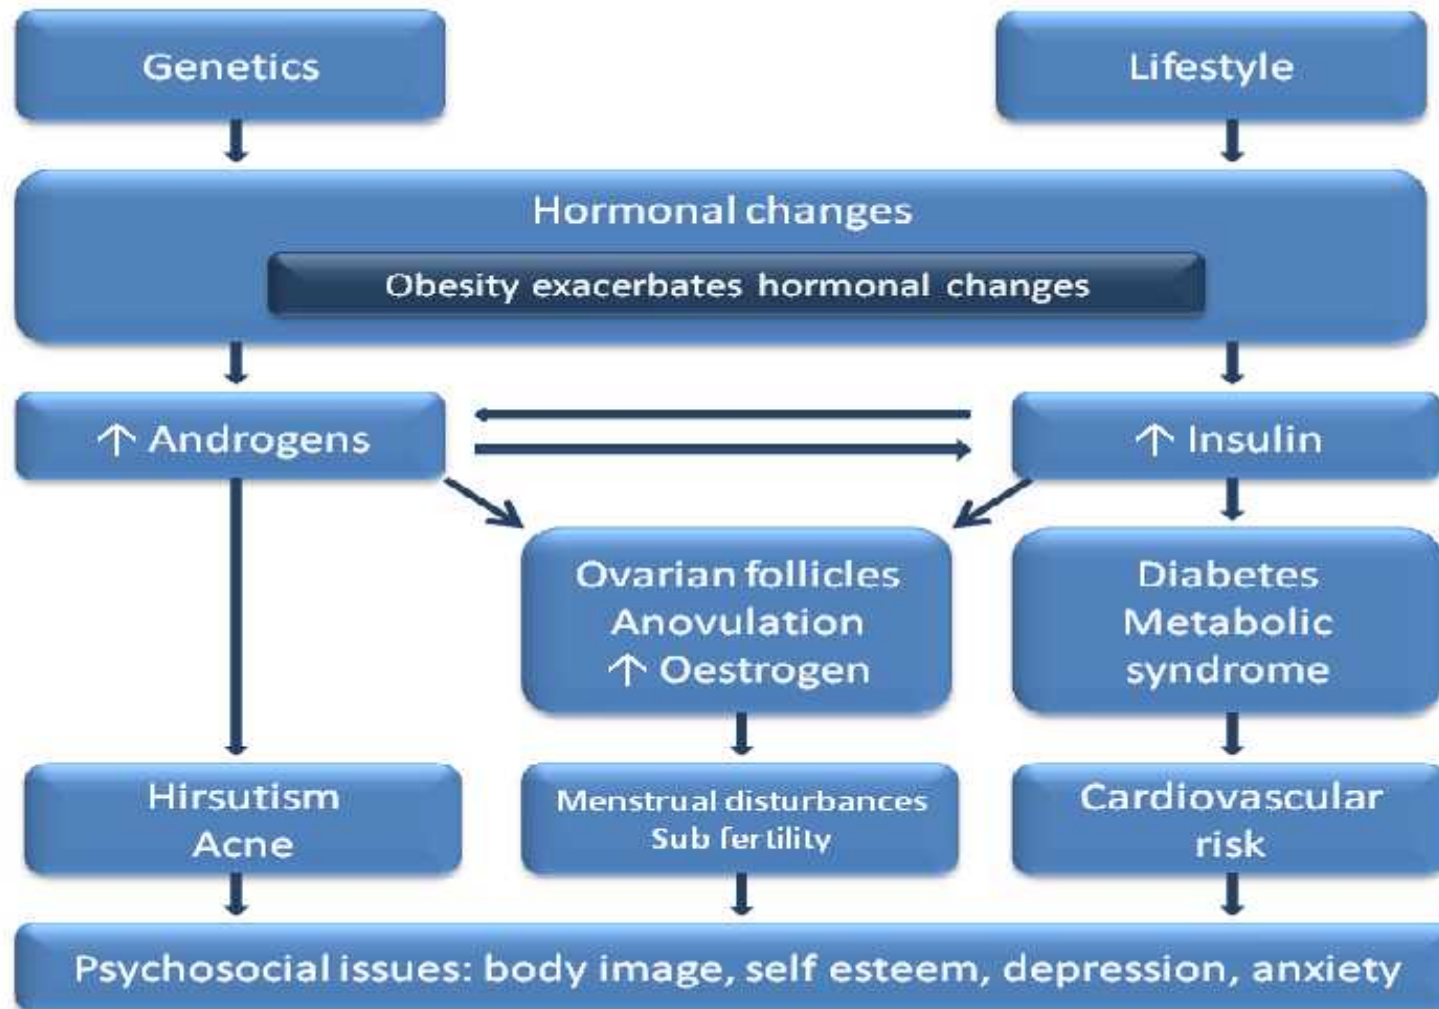 Genetics
Lifestyle
Hormonal changes
Obesity exacerbates hormonal changes
↑ Androgens
↑ Insulin
Ovarian follicles
Anovulation
↑ Oestrogen
Diabetes
Metabolic
syndrome
Hirsutism
Acne
Menstrual disturbances
Sub fertility
Cardiovascular
risk
Psychosocial issues: body image, self esteem, depression, anxiety